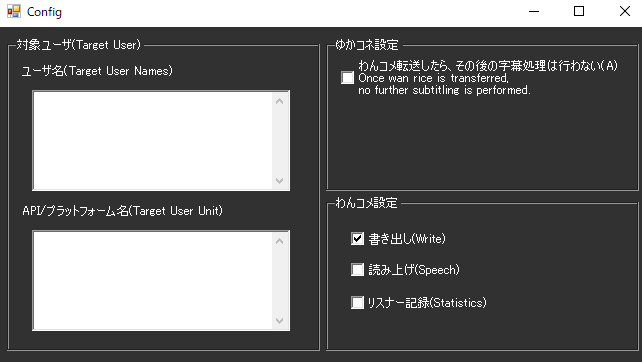 Config
対象ユーザ(Target User)
ユーザ名(Target User Names)
API/プラットフォーム名(Target User Unit)
ゆかコネ設定
わんコメ転送したら、その後の字幕処理は行わない(A)
Once wan rice is transferred,
no further subtitling is performed.
わんコメ設定
書き出し(Write)
読み上げ(Speech)
リスナー記録(Statistics)